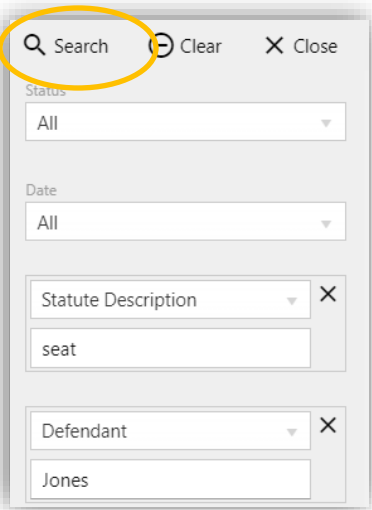 Search Clear Close
Status
All
Date
All
Statute Description
seat
Defendant
Jones